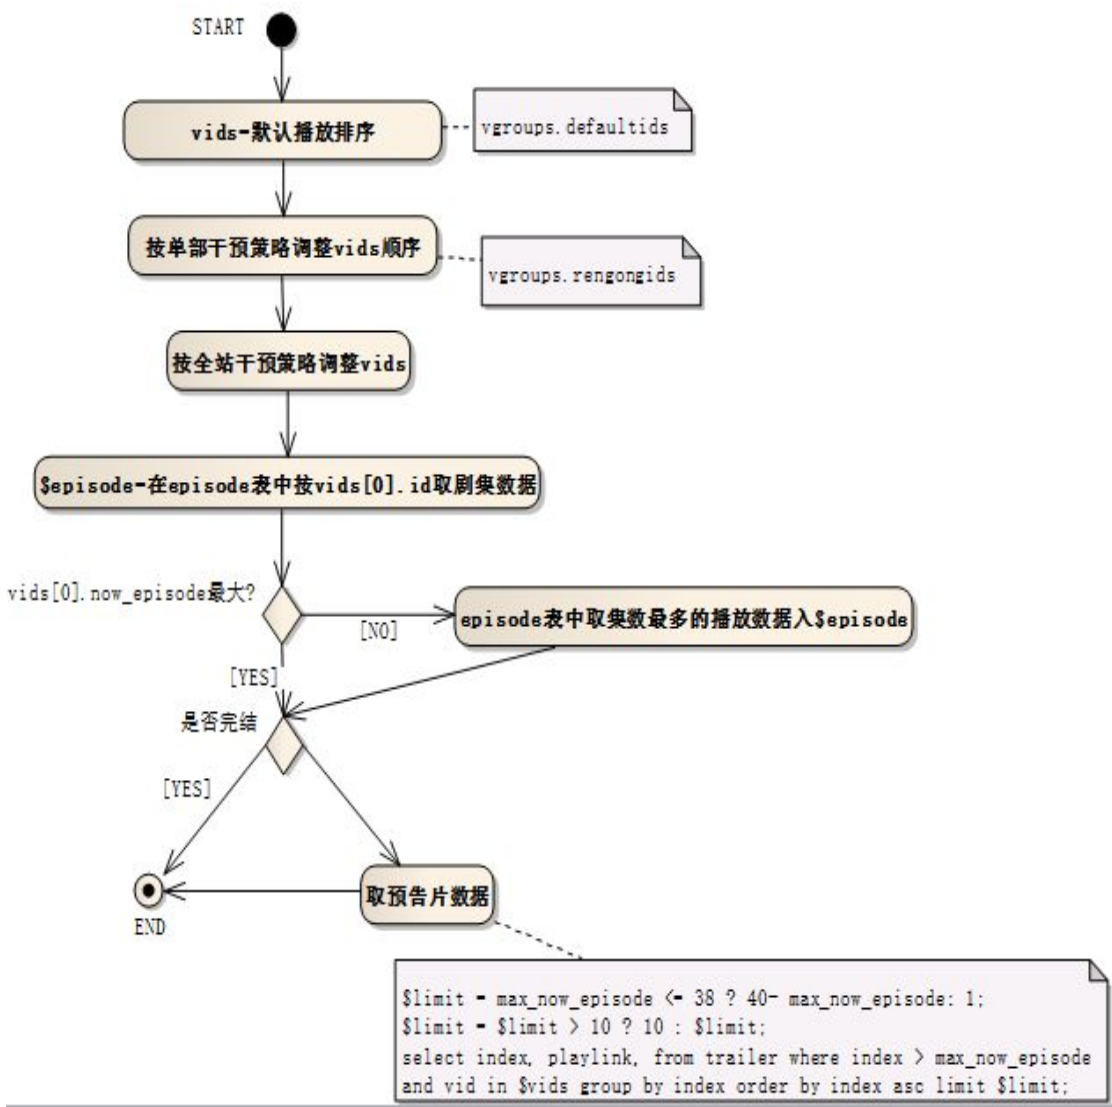 START
vids=默认播放排序
vgroups.defaultids
按单部干预策略调整vids顺序
vgroups.rengongids
按全站干预策略调整vids
$episode=在episode表中按vids[0].id取剧集数据
vids[0].now_episode最大?
[NO]
episode表中取集数最多的播放数据入$episode
[YES]
是否完结
[YES]
取预告片数据
END
$limit = max_now_episode <= 38 ? 40- max_now_episode: 1;
$limit = $limit > 10 ? 10 : $limit;
select index, playlink, from trailer where index > max_now_episode
and vid in $vids group by index order by index asc limit $limit;